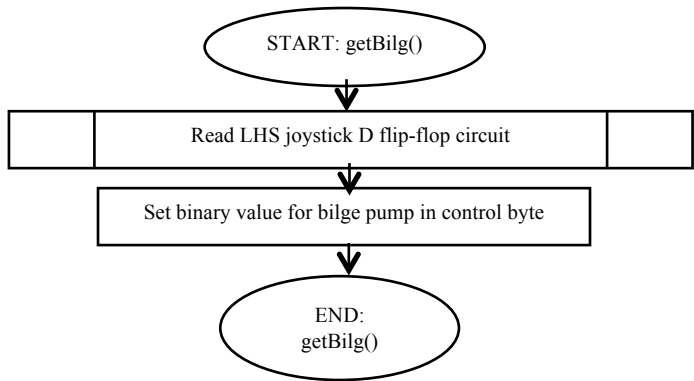 START: getBilg()
Read LHS joystick D flip-flop circuit
Set binary value for bilge pump in control byte
END:
getBilg()